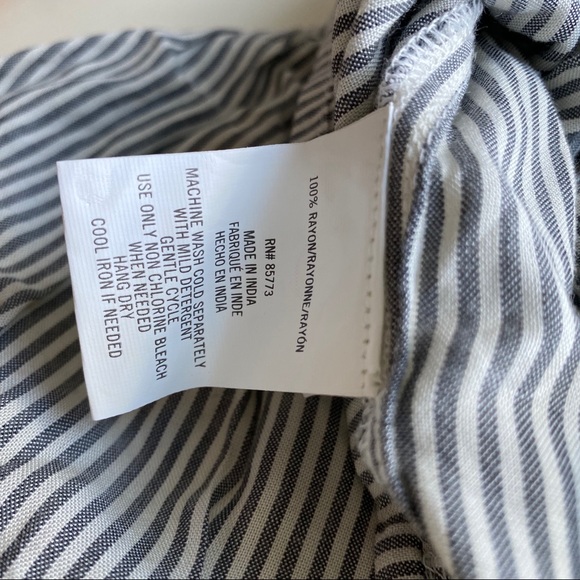 100% RAYON/RAYONNE/RAYÓN
RN# 85773
MADE IN INDIA
FABRIQUÉ EN INDE
HECHO EN INDIA
MACHINE WASH COLD SEPARATELY
WITH MILD DETERGENT
GENTLE CYCLE
USE ONLY NON CHLORINE BLEACH
WHEN NEEDED
HANG DRY
COOL IRON IF NEEDED